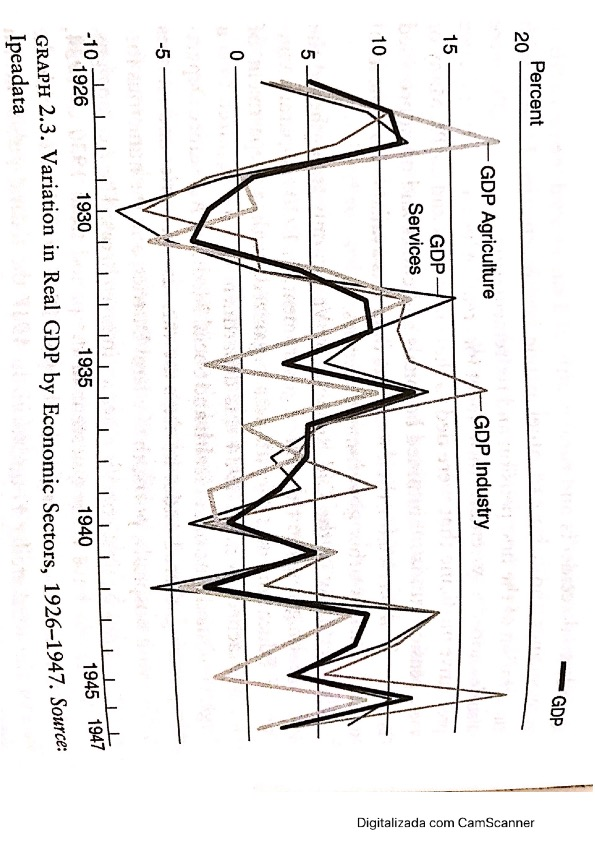 Percent
20
15
10
5
0
-5
-10
GDP Agriculture
GDP
Services
GDP Industry
GDP
1926
1930
1935
1940
1945
1947
GRAPH 2.3. Variation in Real GDP by Economic Sectors, 1926–1947. Source:
Ipeadata
Digitalizada com CamScanner